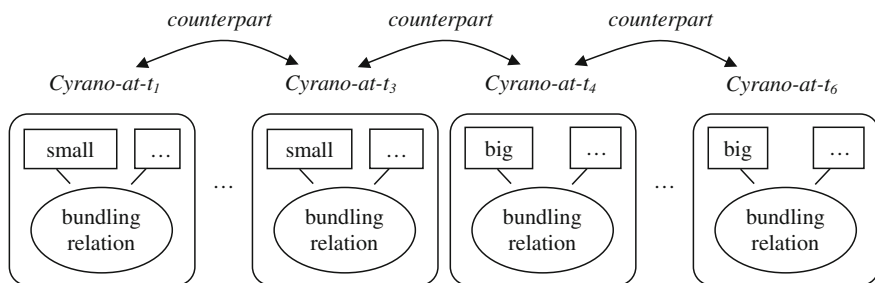 counterpart counterpart counterpart
Cyrano-at-t1 Cyrano-at-t3 Cyrano-at-t4 Cyrano-at-t6
small … small … big … big …
… …
bundling relation bundling relation bundling relation bundling relation